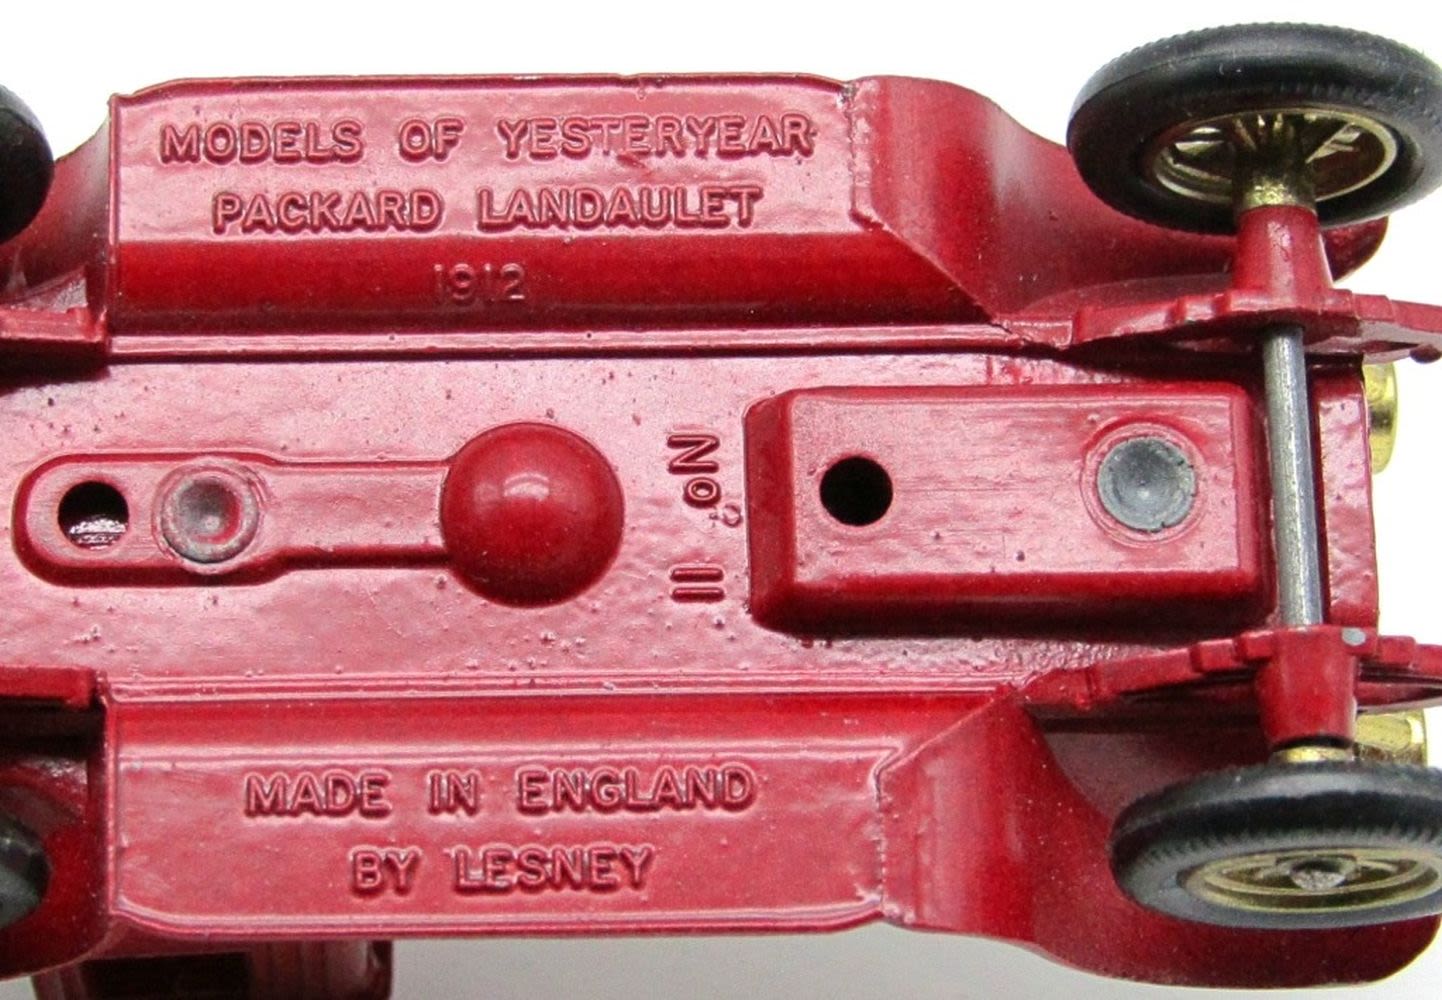 MODELS OF YESTERYEAR
PACKARD LANDAULET
1912
No. 11
MADE IN ENGLAND
BY LESNEY